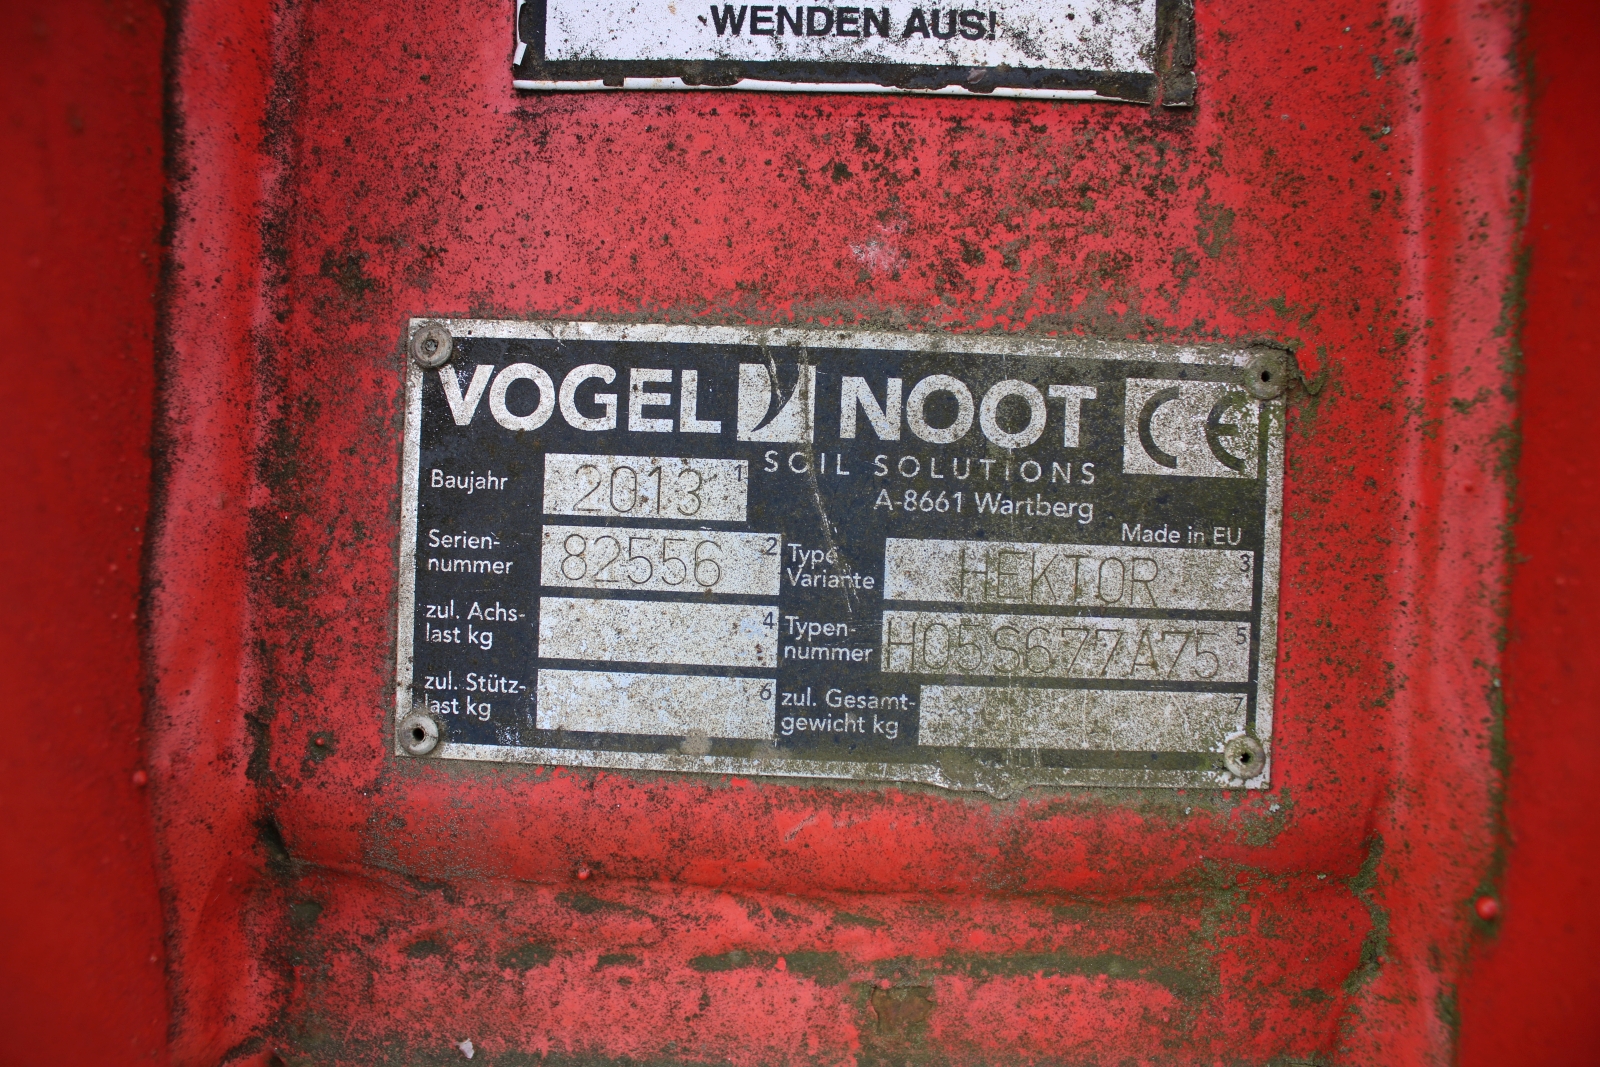 WENDEN AUS!
VOGEL NOOT
CE
SOIL SOLUTIONS
A-8661 Wartberg
Made in EU
Baujahr 2013 1
Serien-
nummer 82556 2
Type
Variante HEKTOR 3
zul. Achs-
last kg 4
Typen-
nummer H05S677A75 5
zul. Stütz-
last kg 6
zul. Gesamt-
gewicht kg 7